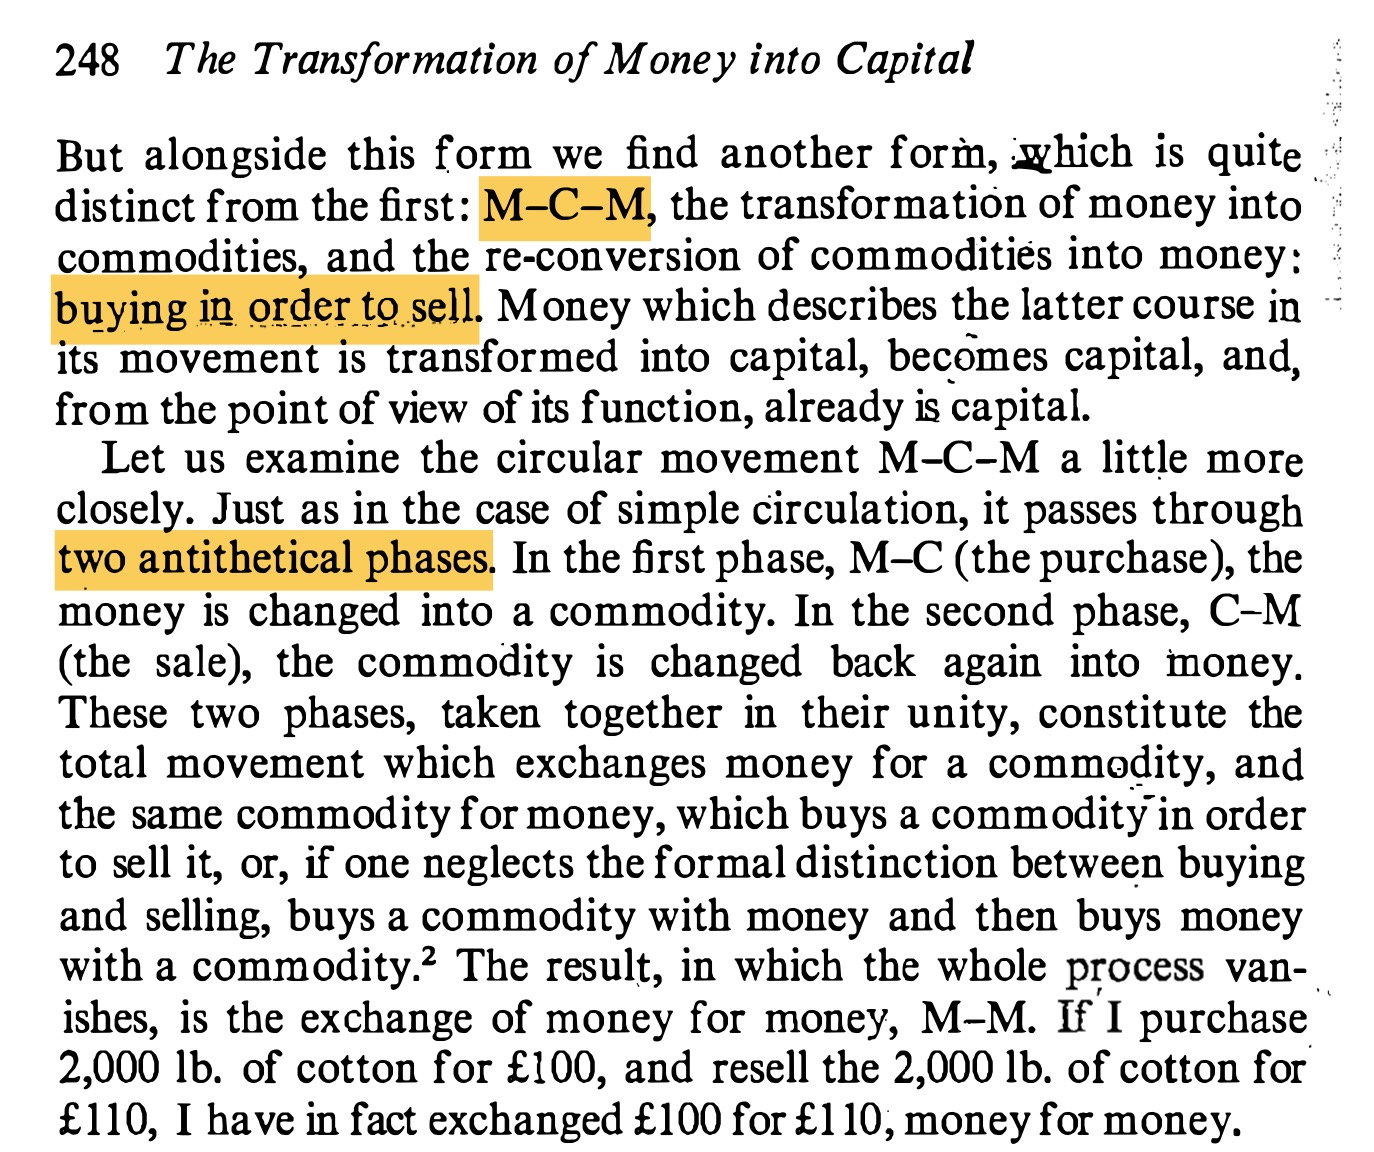 248 The Transformation of Money into Capital
But alongside this form we find another form, which is quite
distinct from the first: M–C–M, the transformation of money into
commodities, and the re-conversion of commodities into money:
buying in order to sell. Money which describes the latter course in
its movement is transformed into capital, becomes capital, and,
from the point of view of its function, already is capital.
Let us examine the circular movement M–C–M a little more
closely. Just as in the case of simple circulation, it passes through
two antithetical phases. In the first phase, M–C (the purchase), the
money is changed into a commodity. In the second phase, C–M
(the sale), the commodity is changed back again into money.
These two phases, taken together in their unity, constitute the
total movement which exchanges money for a commodity, and
the same commodity for money, which buys a commodity in order
to sell it, or, if one neglects the formal distinction between buying
and selling, buys a commodity with money and then buys money
with a commodity.² The result, in which the whole process van-
ishes, is the exchange of money for money, M–M. If I purchase
2,000 lb. of cotton for £100, and resell the 2,000 lb. of cotton for
£110, I have in fact exchanged £100 for £110, money for money.